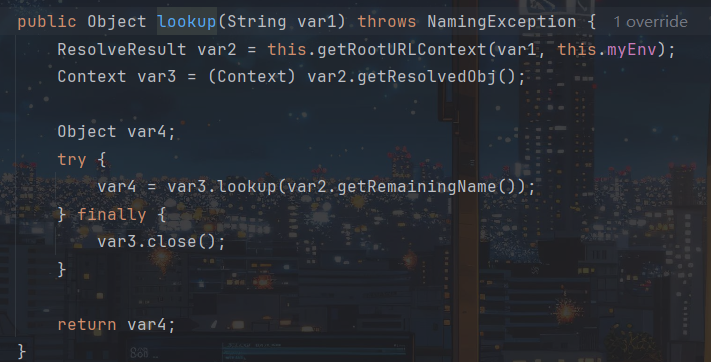 public Object lookup(String var1) throws NamingException { 1 override
ResolveResult var2 = this.getRootURLContext(var1, this.myEnv);
Context var3 = (Context) var2.getResolvedObj();
Object var4;
try {
var4 = var3.lookup(var2.getRemainingName());
} finally {
var3.close();
}
return var4;
}